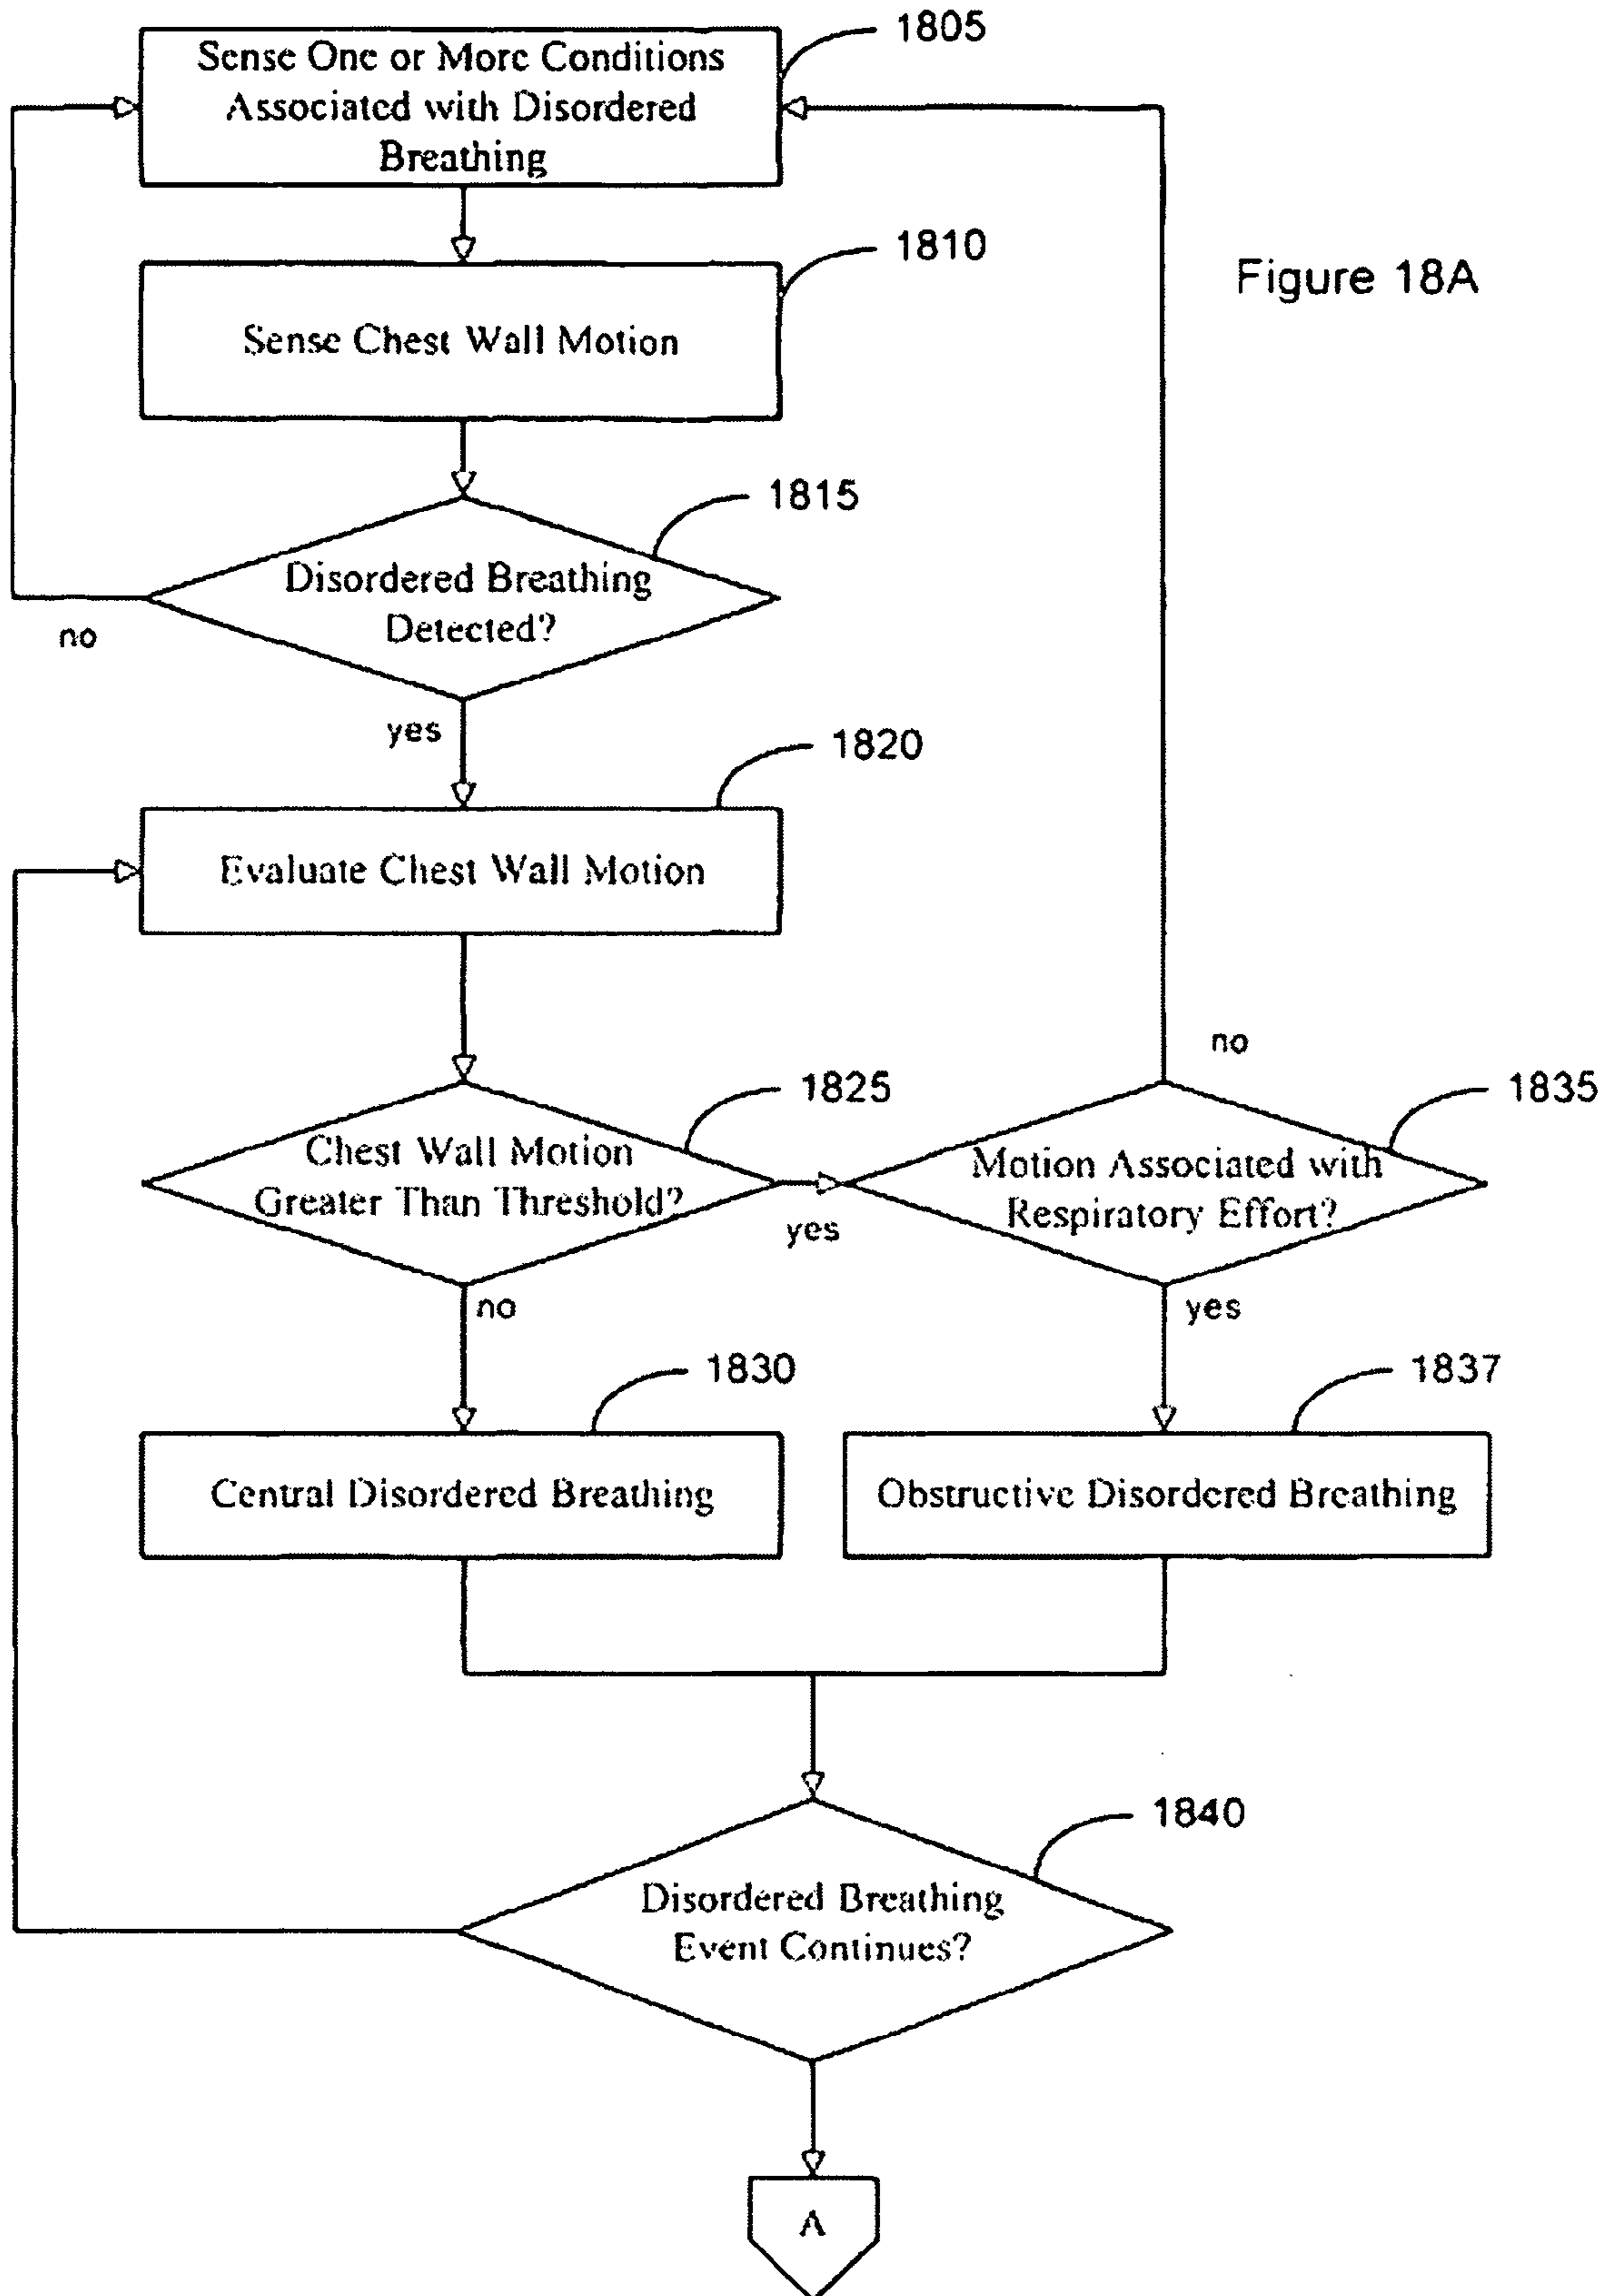 1805
Sense One or More Conditions
Associated with Disordered
Breathing
1810
Figure 18A
Sense Chest Wall Motion
1815
Disordered Breathing
Detected?
no
yes
1820
Evaluate Chest Wall Motion
no
1825
1835
Chest Wall Motion
Greater Than Threshold?
Motion Associated with
Respiratory Effort?
yes
no
yes
1830
1837
Central Disordered Breathing
Obstructive Disordered Breathing
1840
Disordered Breathing
Event Continues?
A